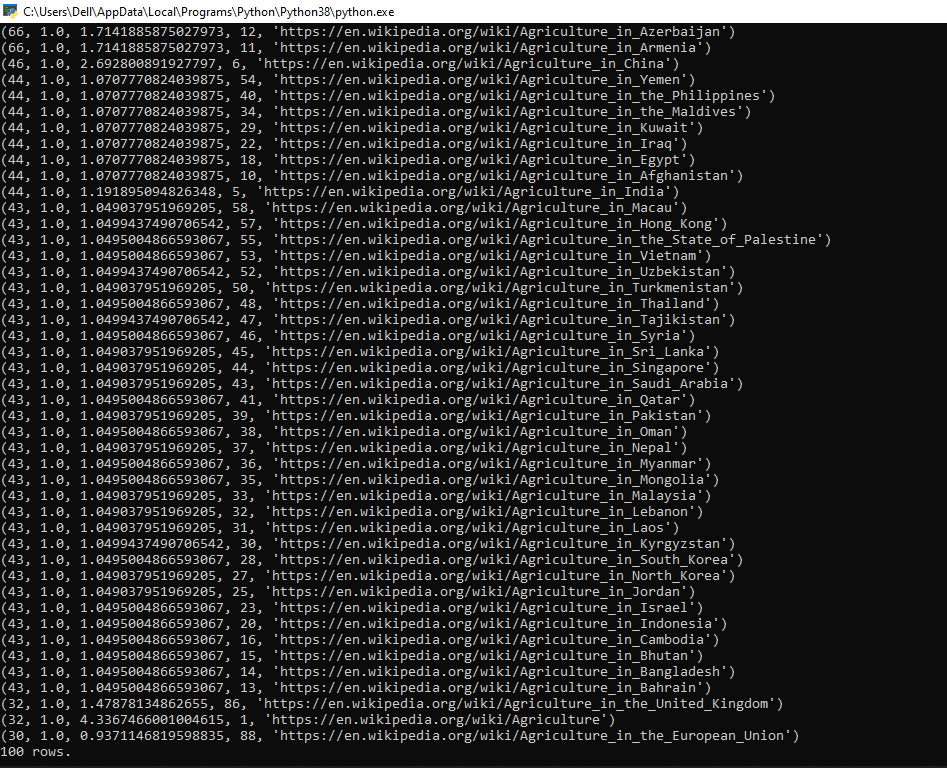 C:\Users\Dell\AppData\Local\Programs\Python\Python38\python.exe
(66, 1.0, 1.7141885875027973, 12, 'https://en.wikipedia.org/wiki/Agriculture_in_Azerbaijan')
(66, 1.0, 1.7141885875027973, 11, 'https://en.wikipedia.org/wiki/Agriculture_in_Armenia')
(46, 1.0, 2.692800891927797, 6, 'https://en.wikipedia.org/wiki/Agriculture_in_China')
(44, 1.0, 1.0707770824039875, 54, 'https://en.wikipedia.org/wiki/Agriculture_in_Yemen')
(44, 1.0, 1.0707770824039875, 40, 'https://en.wikipedia.org/wiki/Agriculture_in_the_Philippines')
(44, 1.0, 1.0707770824039875, 34, 'https://en.wikipedia.org/wiki/Agriculture_in_the_Maldives')
(44, 1.0, 1.0707770824039875, 29, 'https://en.wikipedia.org/wiki/Agriculture_in_Kuwait')
(44, 1.0, 1.0707770824039875, 22, 'https://en.wikipedia.org/wiki/Agriculture_in_Iraq')
(44, 1.0, 1.0707770824039875, 18, 'https://en.wikipedia.org/wiki/Agriculture_in_Egypt')
(44, 1.0, 1.0707770824039875, 10, 'https://en.wikipedia.org/wiki/Agriculture_in_Afghanistan')
(44, 1.0, 1.191895094826348, 5, 'https://en.wikipedia.org/wiki/Agriculture_in_India')
(43, 1.0, 1.049037951969205, 58, 'https://en.wikipedia.org/wiki/Agriculture_in_Macau')
(43, 1.0, 1.0499437490706542, 57, 'https://en.wikipedia.org/wiki/Agriculture_in_Hong_Kong')
(43, 1.0, 1.0495004866593067, 55, 'https://en.wikipedia.org/wiki/Agriculture_in_the_State_of_Palestine')
(43, 1.0, 1.0495004866593067, 53, 'https://en.wikipedia.org/wiki/Agriculture_in_Vietnam')
(43, 1.0, 1.0499437490706542, 52, 'https://en.wikipedia.org/wiki/Agriculture_in_Uzbekistan')
(43, 1.0, 1.049037951969205, 50, 'https://en.wikipedia.org/wiki/Agriculture_in_Turkmenistan')
(43, 1.0, 1.0495004866593067, 48, 'https://en.wikipedia.org/wiki/Agriculture_in_Thailand')
(43, 1.0, 1.0499437490706542, 47, 'https://en.wikipedia.org/wiki/Agriculture_in_Tajikistan')
(43, 1.0, 1.0495004866593067, 46, 'https://en.wikipedia.org/wiki/Agriculture_in_Syria')
(43, 1.0, 1.049037951969205, 45, 'https://en.wikipedia.org/wiki/Agriculture_in_Sri_Lanka')
(43, 1.0, 1.049037951969205, 44, 'https://en.wikipedia.org/wiki/Agriculture_in_Singapore')
(43, 1.0, 1.049037951969205, 43, 'https://en.wikipedia.org/wiki/Agriculture_in_Saudi_Arabia')
(43, 1.0, 1.0495004866593067, 41, 'https://en.wikipedia.org/wiki/Agriculture_in_Qatar')
(43, 1.0, 1.049037951969205, 39, 'https://en.wikipedia.org/wiki/Agriculture_in_Pakistan')
(43, 1.0, 1.0495004866593067, 38, 'https://en.wikipedia.org/wiki/Agriculture_in_Oman')
(43, 1.0, 1.049037951969205, 37, 'https://en.wikipedia.org/wiki/Agriculture_in_Nepal')
(43, 1.0, 1.0495004866593067, 36, 'https://en.wikipedia.org/wiki/Agriculture_in_Myanmar')
(43, 1.0, 1.0495004866593067, 35, 'https://en.wikipedia.org/wiki/Agriculture_in_Mongolia')
(43, 1.0, 1.049037951969205, 33, 'https://en.wikipedia.org/wiki/Agriculture_in_Malaysia')
(43, 1.0, 1.049037951969205, 32, 'https://en.wikipedia.org/wiki/Agriculture_in_Lebanon')
(43, 1.0, 1.049037951969205, 31, 'https://en.wikipedia.org/wiki/Agriculture_in_Laos')
(43, 1.0, 1.0499437490706542, 30, 'https://en.wikipedia.org/wiki/Agriculture_in_Kyrgyzstan')
(43, 1.0, 1.0495004866593067, 28, 'https://en.wikipedia.org/wiki/Agriculture_in_South_Korea')
(43, 1.0, 1.049037951969205, 27, 'https://en.wikipedia.org/wiki/Agriculture_in_North_Korea')
(43, 1.0, 1.049037951969205, 25, 'https://en.wikipedia.org/wiki/Agriculture_in_Jordan')
(43, 1.0, 1.0495004866593067, 23, 'https://en.wikipedia.org/wiki/Agriculture_in_Israel')
(43, 1.0, 1.0495004866593067, 20, 'https://en.wikipedia.org/wiki/Agriculture_in_Indonesia')
(43, 1.0, 1.0495004866593067, 16, 'https://en.wikipedia.org/wiki/Agriculture_in_Cambodia')
(43, 1.0, 1.0495004866593067, 15, 'https://en.wikipedia.org/wiki/Agriculture_in_Bhutan')
(43, 1.0, 1.0495004866593067, 14, 'https://en.wikipedia.org/wiki/Agriculture_in_Bangladesh')
(43, 1.0, 1.0495004866593067, 13, 'https://en.wikipedia.org/wiki/Agriculture_in_Bahrain')
(32, 1.0, 1.47878134862655, 86, 'https://en.wikipedia.org/wiki/Agriculture_in_the_United_Kingdom')
(32, 1.0, 4.3367466001004615, 1, 'https://en.wikipedia.org/wiki/Agriculture')
(30, 1.0, 0.9371146819598835, 88, 'https://en.wikipedia.org/wiki/Agriculture_in_the_European_Union')
100 rows.